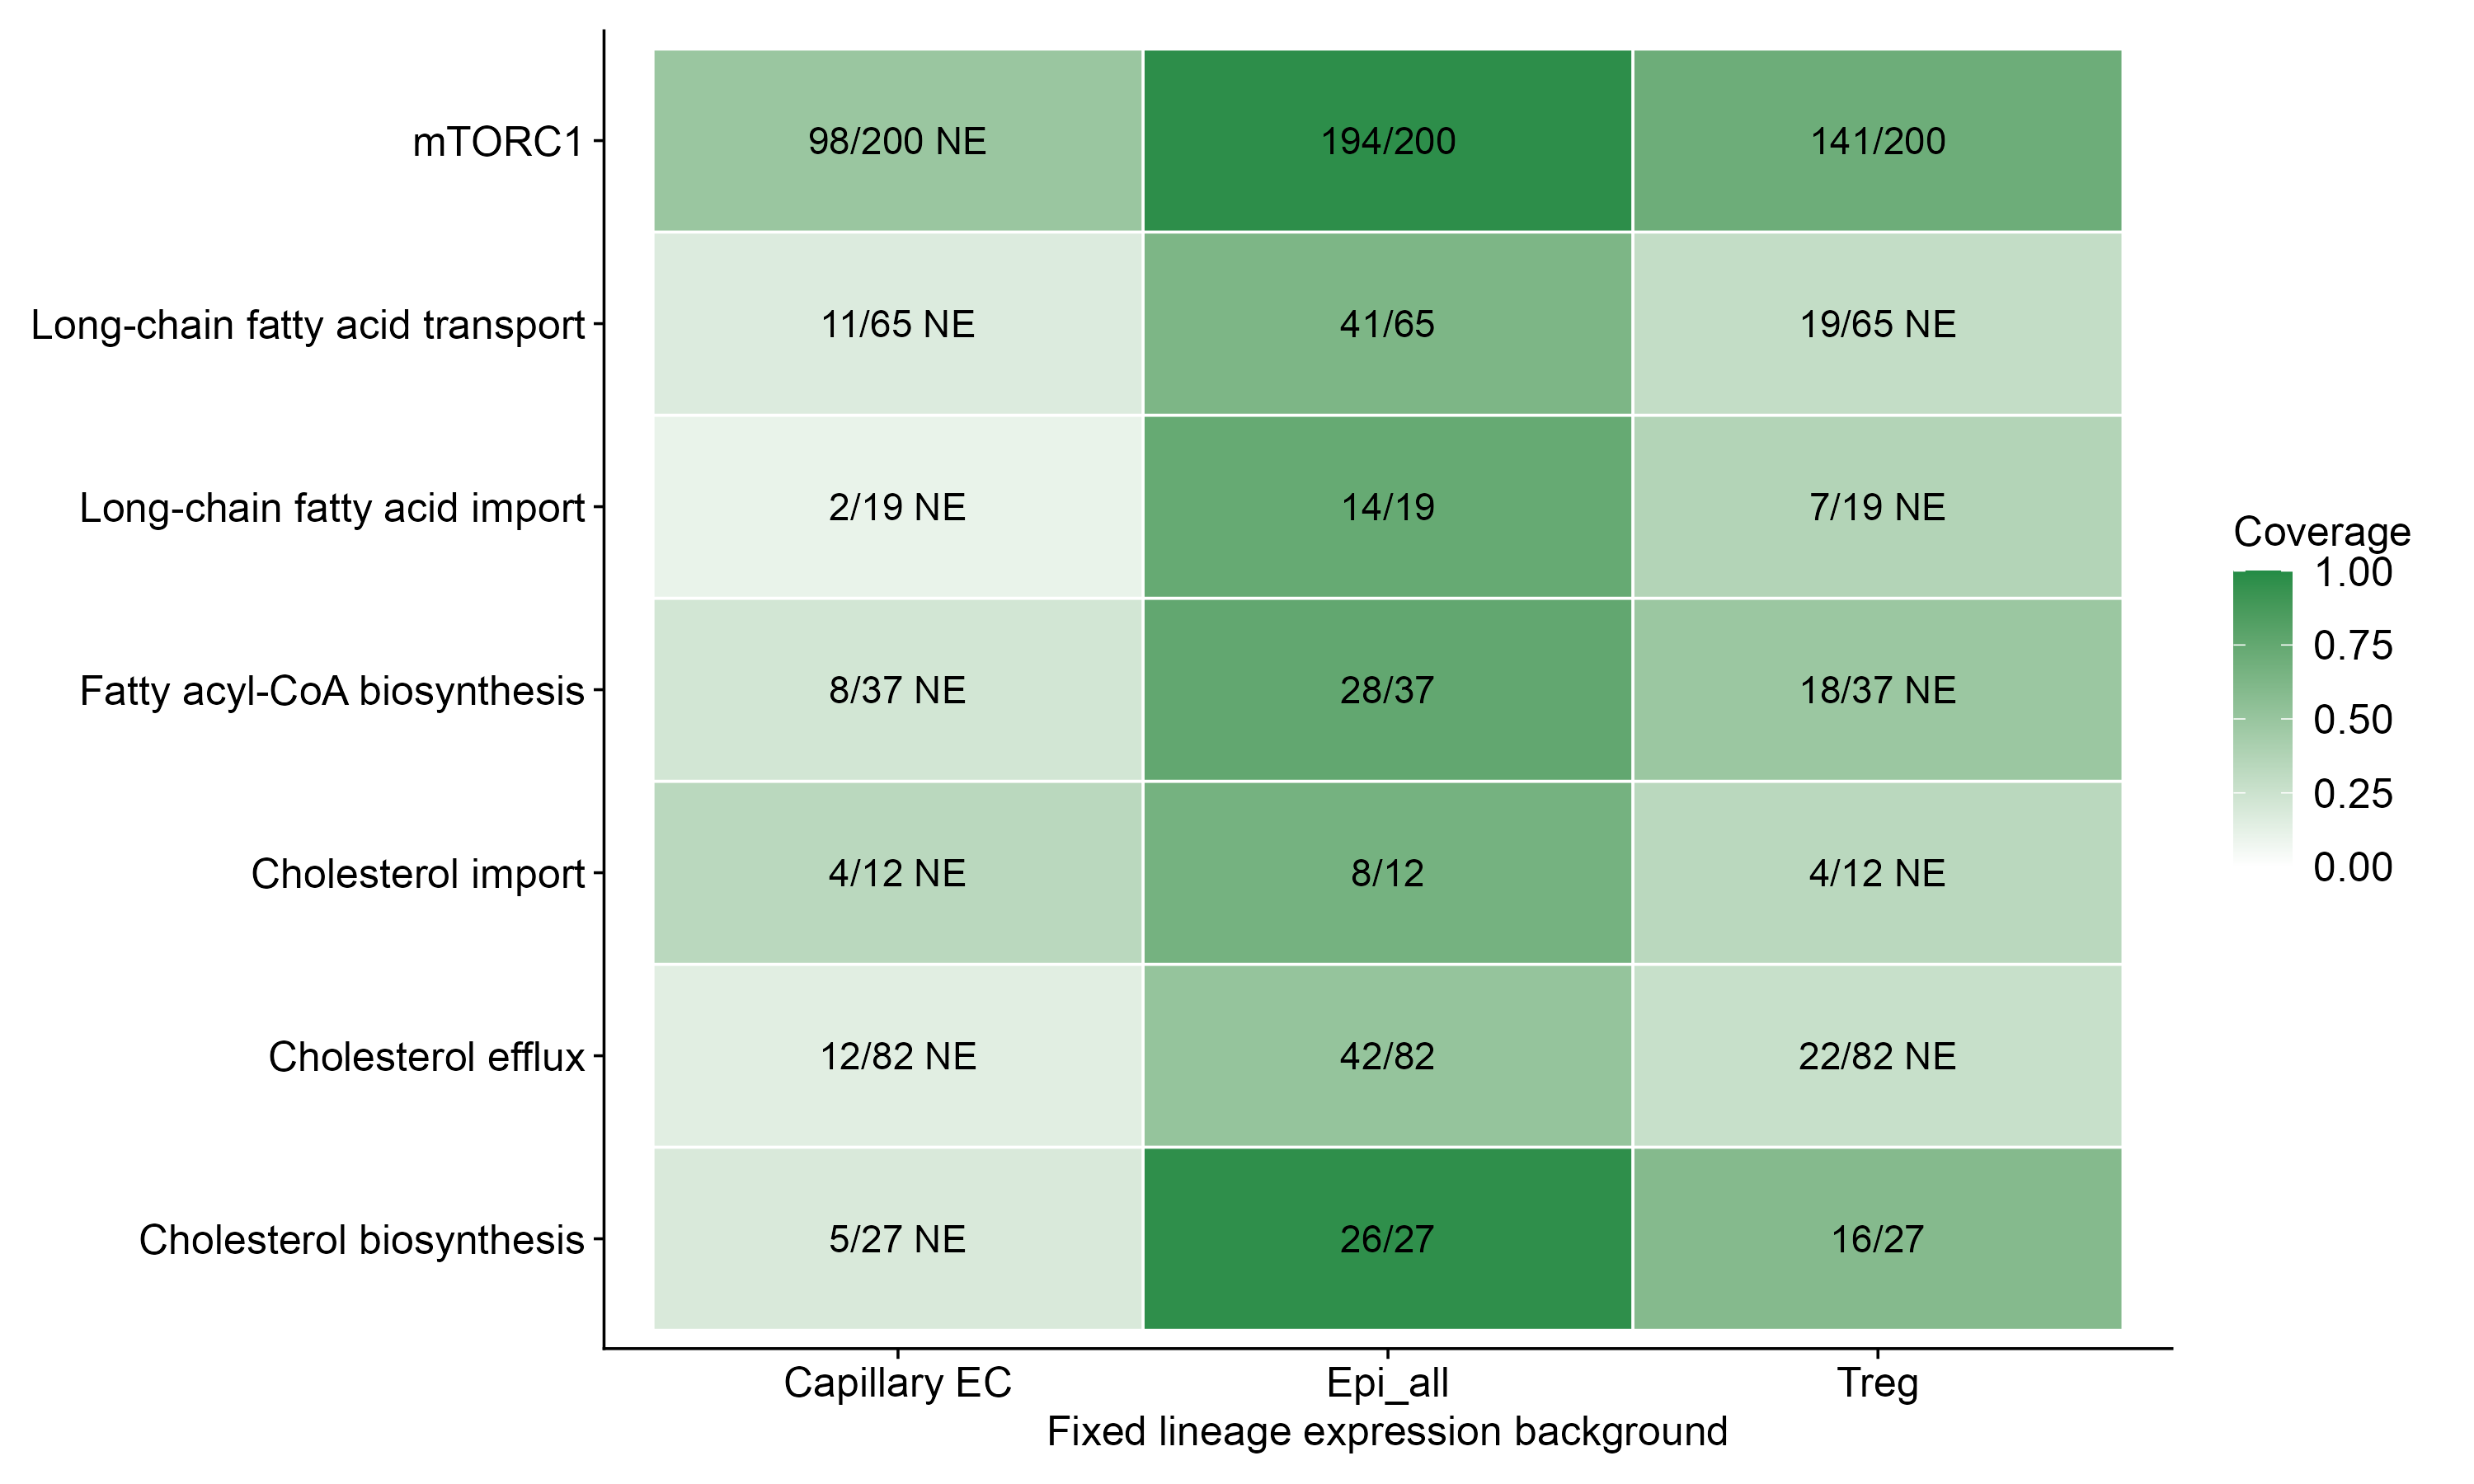 mTORC1 98/200 NE 194/200 141/200
Long-chain fatty acid transport 11/65 NE 41/65 19/65 NE
Long-chain fatty acid import 2/19 NE 14/19 7/19 NE
Fatty acyl-CoA biosynthesis 8/37 NE 28/37 18/37 NE
Cholesterol import 4/12 NE 8/12 4/12 NE
Cholesterol efflux 12/82 NE 42/82 22/82 NE
Cholesterol biosynthesis 5/27 NE 26/27 16/27
Capillary EC Epi_all Treg
Fixed lineage expression background
Coverage
1.00
0.75
0.50
0.25
0.00